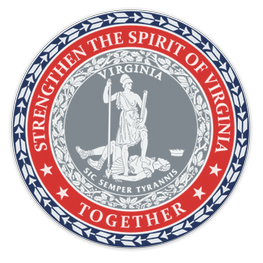 STRENGTHEN THE SPIRIT OF VIRGINIA
TOGETHER
VIRGINIA
SIC SEMPER TYRANNIS